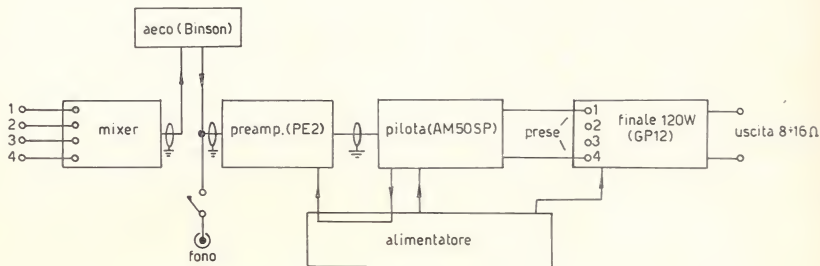 aeco (Binson)
1
2
3
4
mixer
preamp. (PE2)
pilota (AM50SP)
prese
1
2
3
4
finale 120W
(GP12)
uscita 8÷16Ω
fono
alimentatore